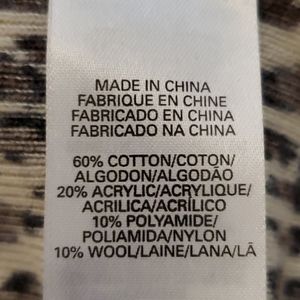 MADE IN CHINA
FABRIQUE EN CHINE
FABRICADO EN CHINA
FABRICADO NA CHINA
60% COTTON/COTON/
ALGODON/ALGODÃO
20% ACRYLIC/ACRYLIQUE/
ACRILICA/ACRÍLICO
10% POLYAMIDE/
POLIAMIDA/NYLON
10% WOOL/LAINE/LANA/LÃ